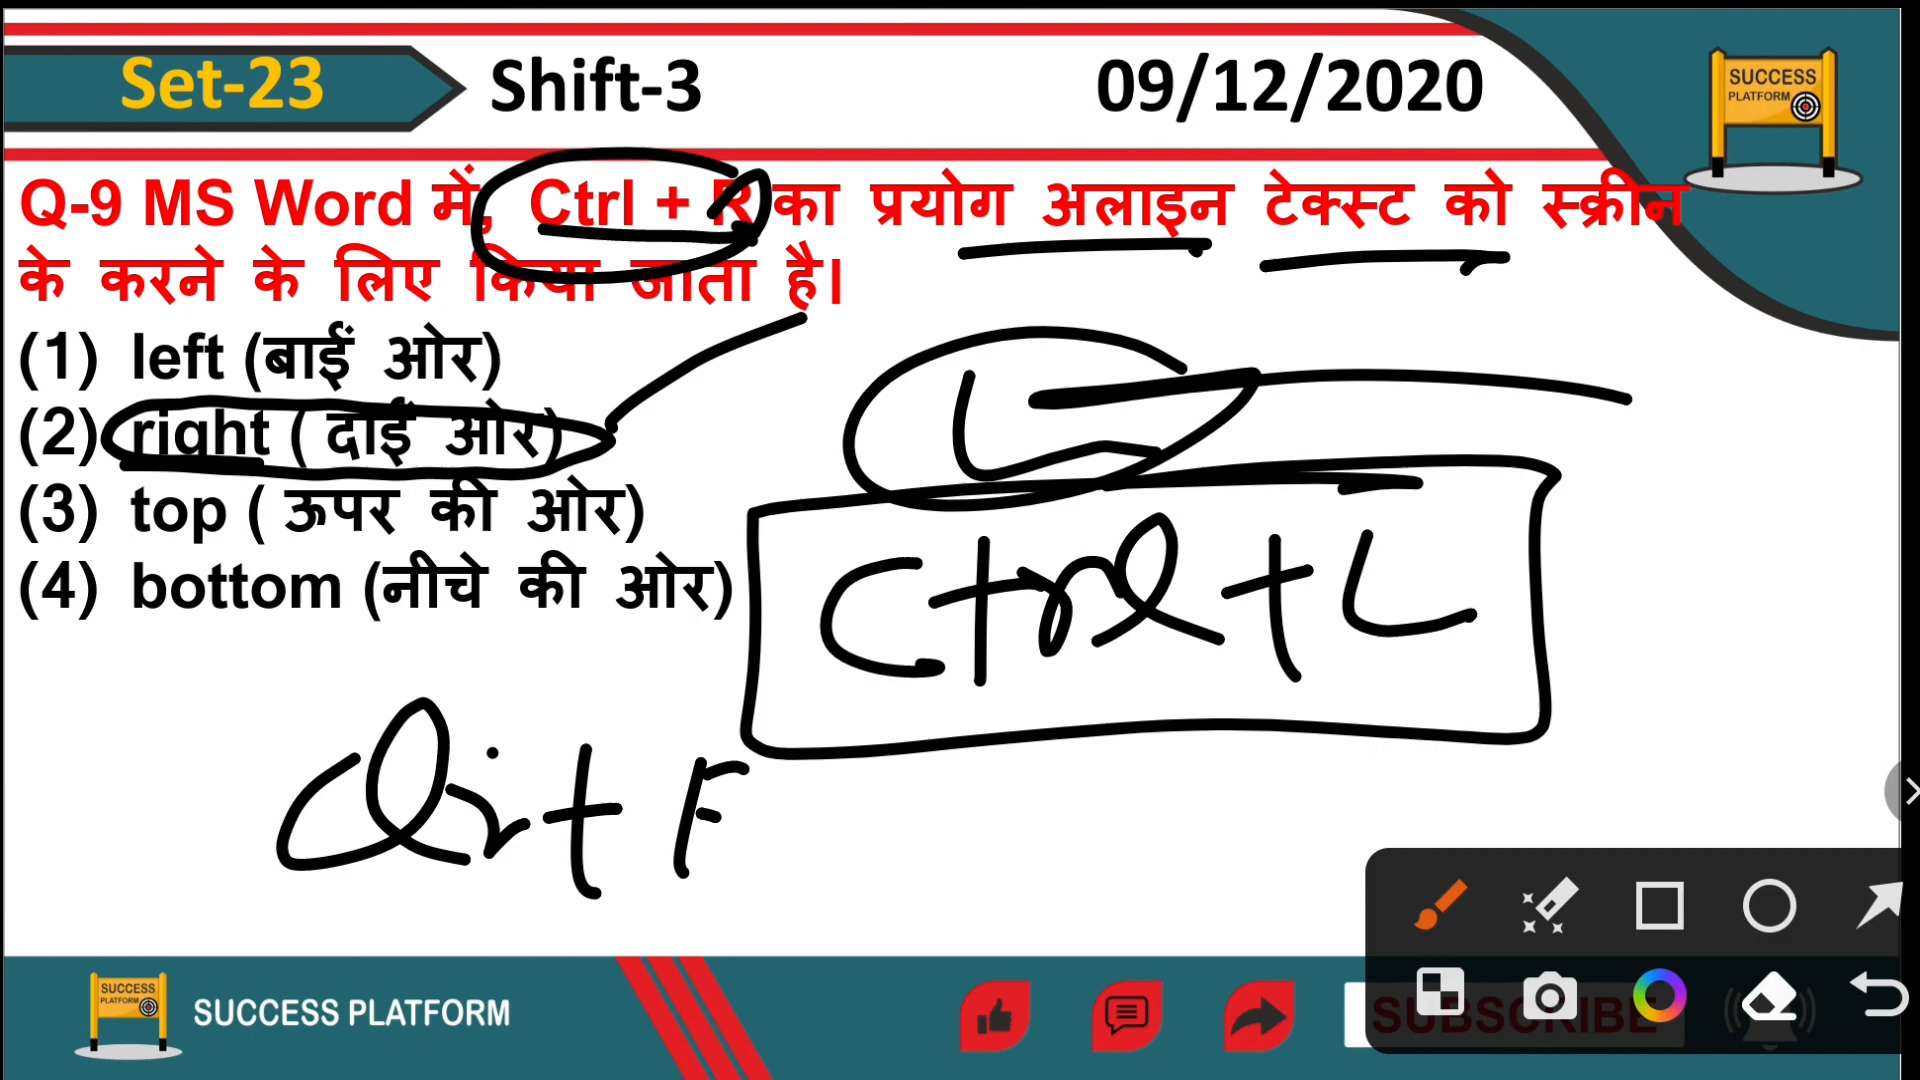 Set-23 Shift-3 09/12/2020
SUCCESS
PLATFORM
Q-9 MS Word में, Ctrl + R का प्रयोग अलाइन टेक्स्ट को स्क्रीन
के करने के लिए किया जाता है।
(1) left (बाईं ओर)
(2) right ( दाईं ओर)
(3) top ( ऊपर की ओर)
(4) bottom (नीचे की ओर)
L
Ctrl + L
SUCCESS
PLATFORM
SUCCESS PLATFORM
SUBSCRIBE